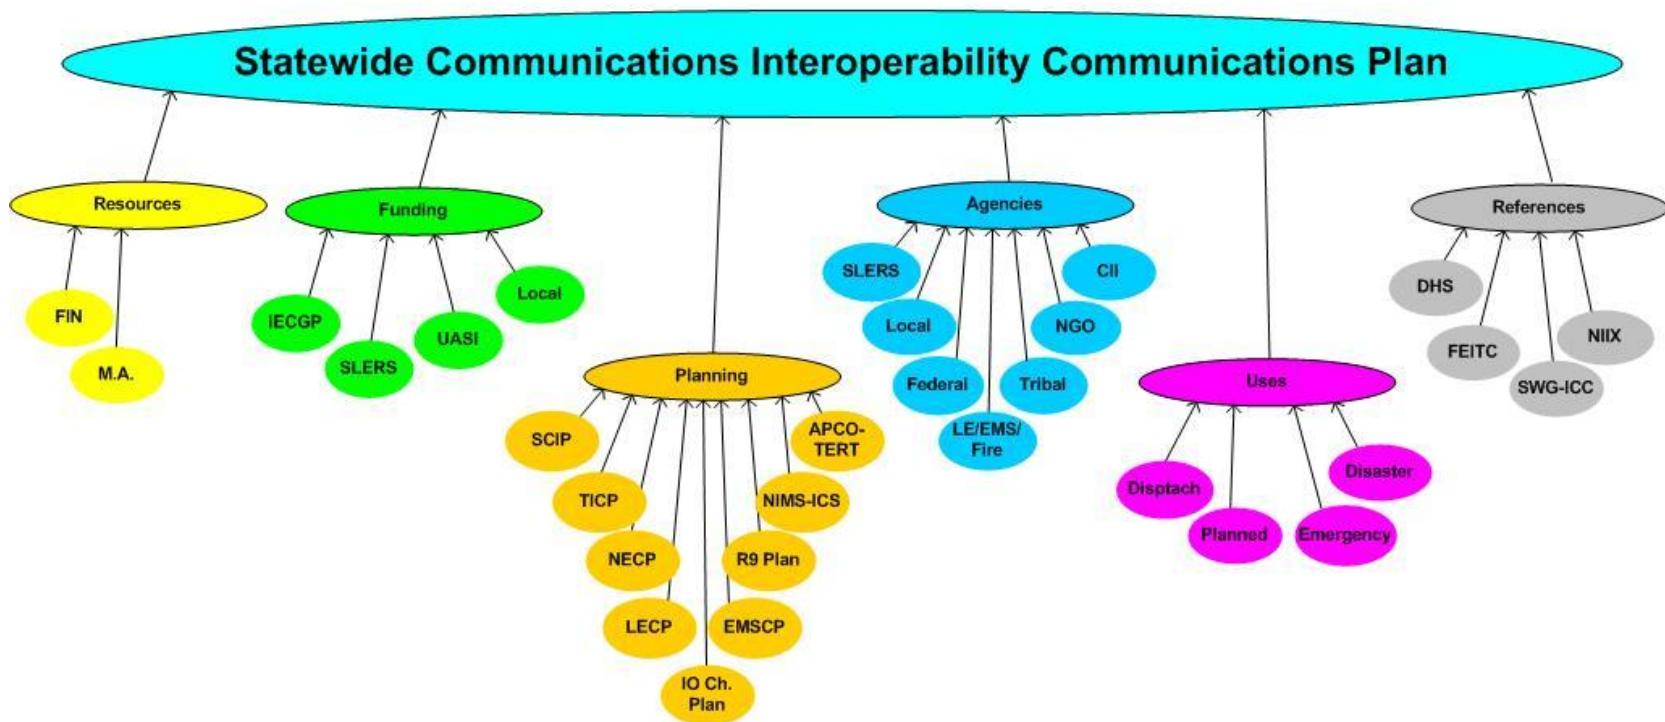 Statewide Communications Interoperability Communications Plan
Resources
FIN
M.A.
Funding
IECGP
SLERS
UASI
Local
Planning
SCIP
TICP
NECP
LECP
IO Ch.
Plan
EMSCP
R9 Plan
NIMS-ICS
APCO-
TERT
Agencies
SLERS
Local
Federal
LE/EMS/
Fire
Tribal
NGO
CII
Uses
Disptach
Planned
Emergency
Disaster
References
DHS
FEITC
SWG-ICC
NIIX